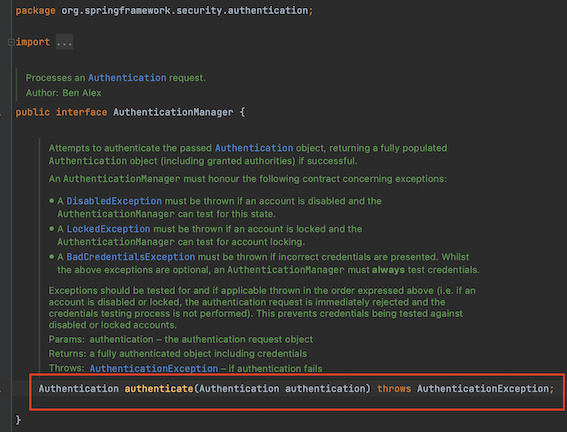 package org.springframework.security.authentication;
import ...
Processes an Authentication request.
Author: Ben Alex
public interface AuthenticationManager {
Attempts to authenticate the passed Authentication object, returning a fully populated
Authentication object (including granted authorities) if successful.
An AuthenticationManager must honour the following contract concerning exceptions:
• A DisabledException must be thrown if an account is disabled and the
AuthenticationManager can test for this state.
• A LockedException must be thrown if an account is locked and the
AuthenticationManager can test for account locking.
• A BadCredentialsException must be thrown if incorrect credentials are presented. Whilst
the above exceptions are optional, an AuthenticationManager must always test credentials.
Exceptions should be tested for and if applicable thrown in the order expressed above (i.e. if an
account is disabled or locked, the authentication request is immediately rejected and the
credentials testing process is not performed). This prevents credentials being tested against
disabled or locked accounts.
Params: authentication – the authentication request object
Returns: a fully authenticated object including credentials
Throws: AuthenticationException – if authentication fails
Authentication authenticate(Authentication authentication) throws AuthenticationException;
}